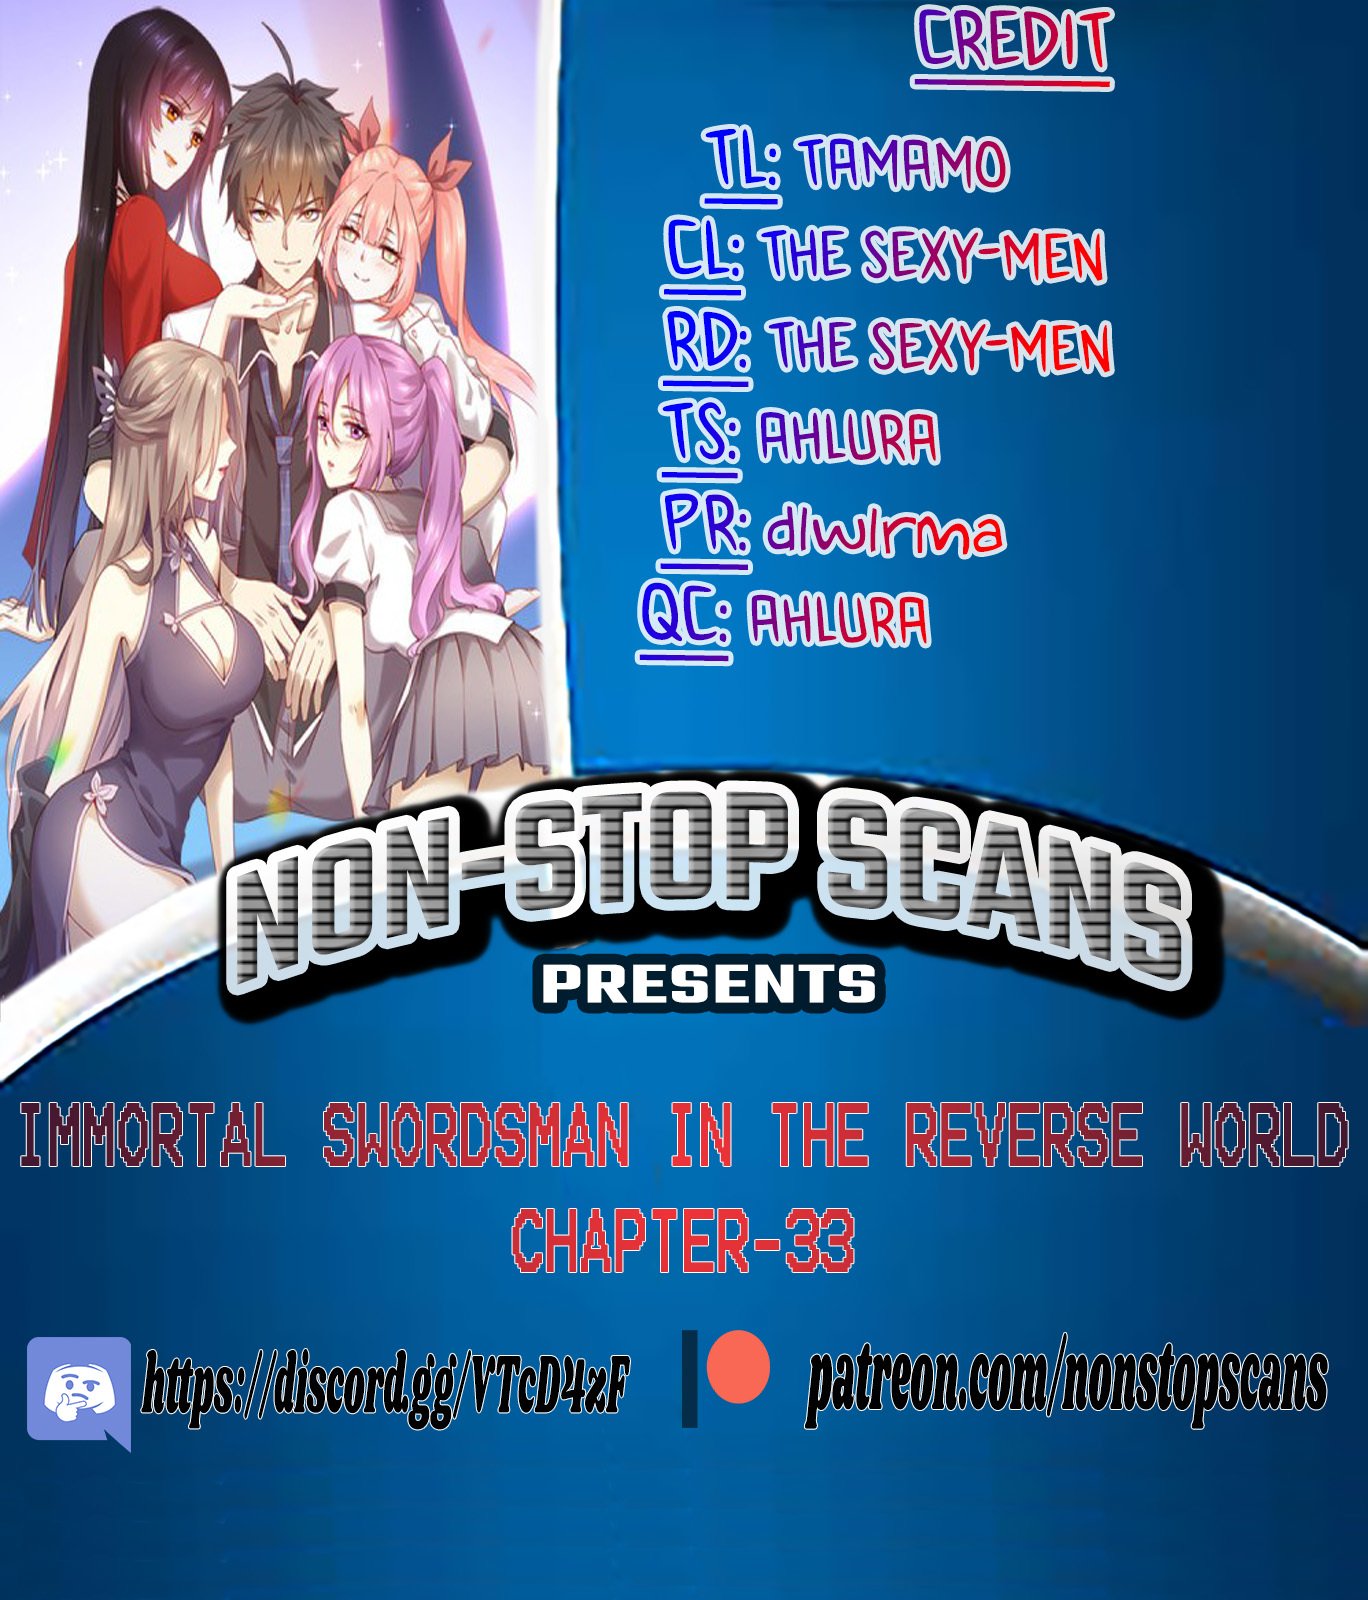 CREDIT
TL: TAMAMO
CL: THE SEXY-MEN
RD: THE SEXY-MEN
TS: AHLURA
PR: dlwlrma
QC: AHLURA
NON-STOP SCANS
PRESENTS
IMMORTAL SWORDSMAN IN THE REVERSE WORLD
CHAPTER-33
https://discord.gg/VTcD4zF
patreon.com/nonstopscans